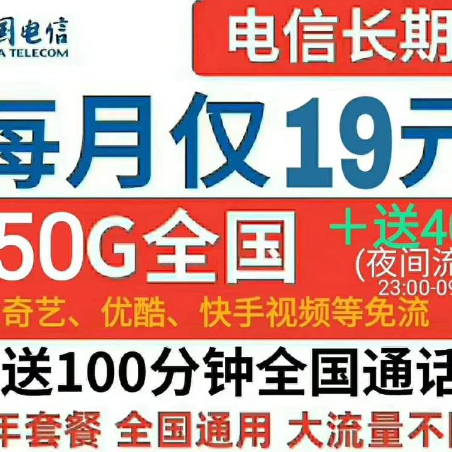 国电信
A TELECOM
电信长期
每月仅19元
50G全国
+送40
(夜间流
23:00-09
奇艺、优酷、快手视频等免流
送100分钟全国通话
年套餐 全国通用 大流量不限